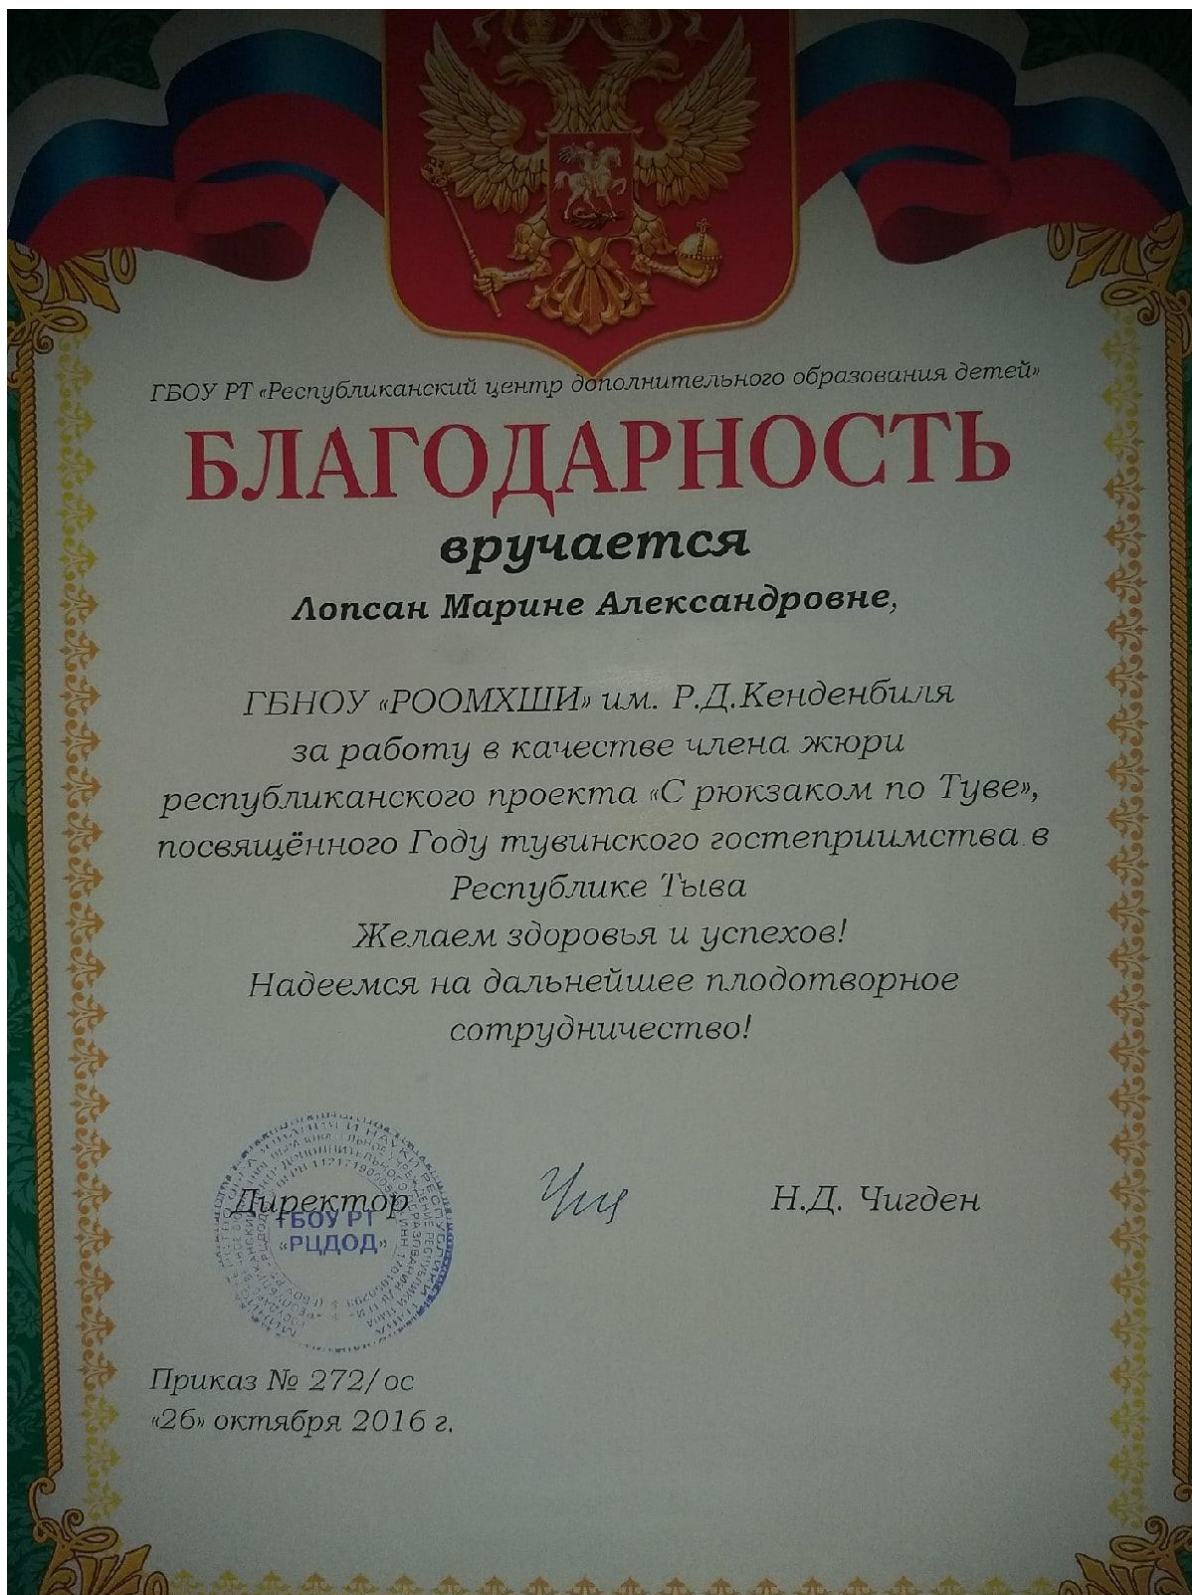 ГБОУ РТ «Республиканский центр дополнительного образования детей»
БЛАГОДАРНОСТЬ
вручается
Лопсан Марине Александровне,
ГБНОУ «РООМХШИ» им. Р.Д.Кенденбиля
за работу в качестве члена жюри
республиканского проекта «С рюкзаком по Туве»,
посвящённого Году тувинского гостеприимства в
Республике Тыва
Желаем здоровья и успехов!
Надеемся на дальнейшее плодотворное
сотрудничество!
Директор
Н.Д. Чигден
ГБОУ РТ
«РЦДОД»
Приказ № 272/ос
«26» октября 2016 г.